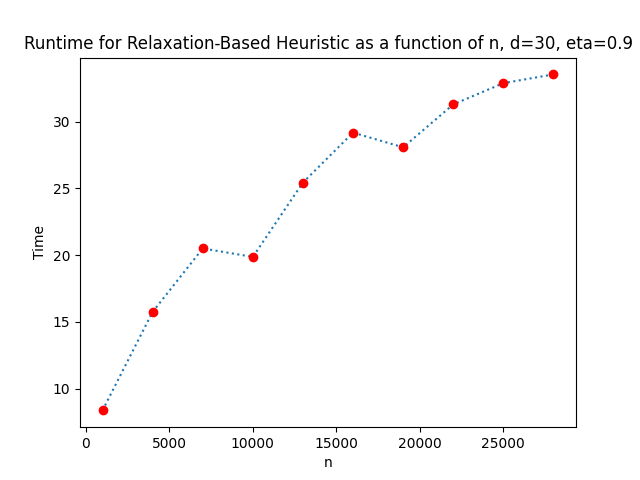 Runtime for Relaxation-Based Heuristic as a function of n, d=30, eta=0.9
Time
30
25
20
15
10
0 5000 10000 15000 20000 25000
n